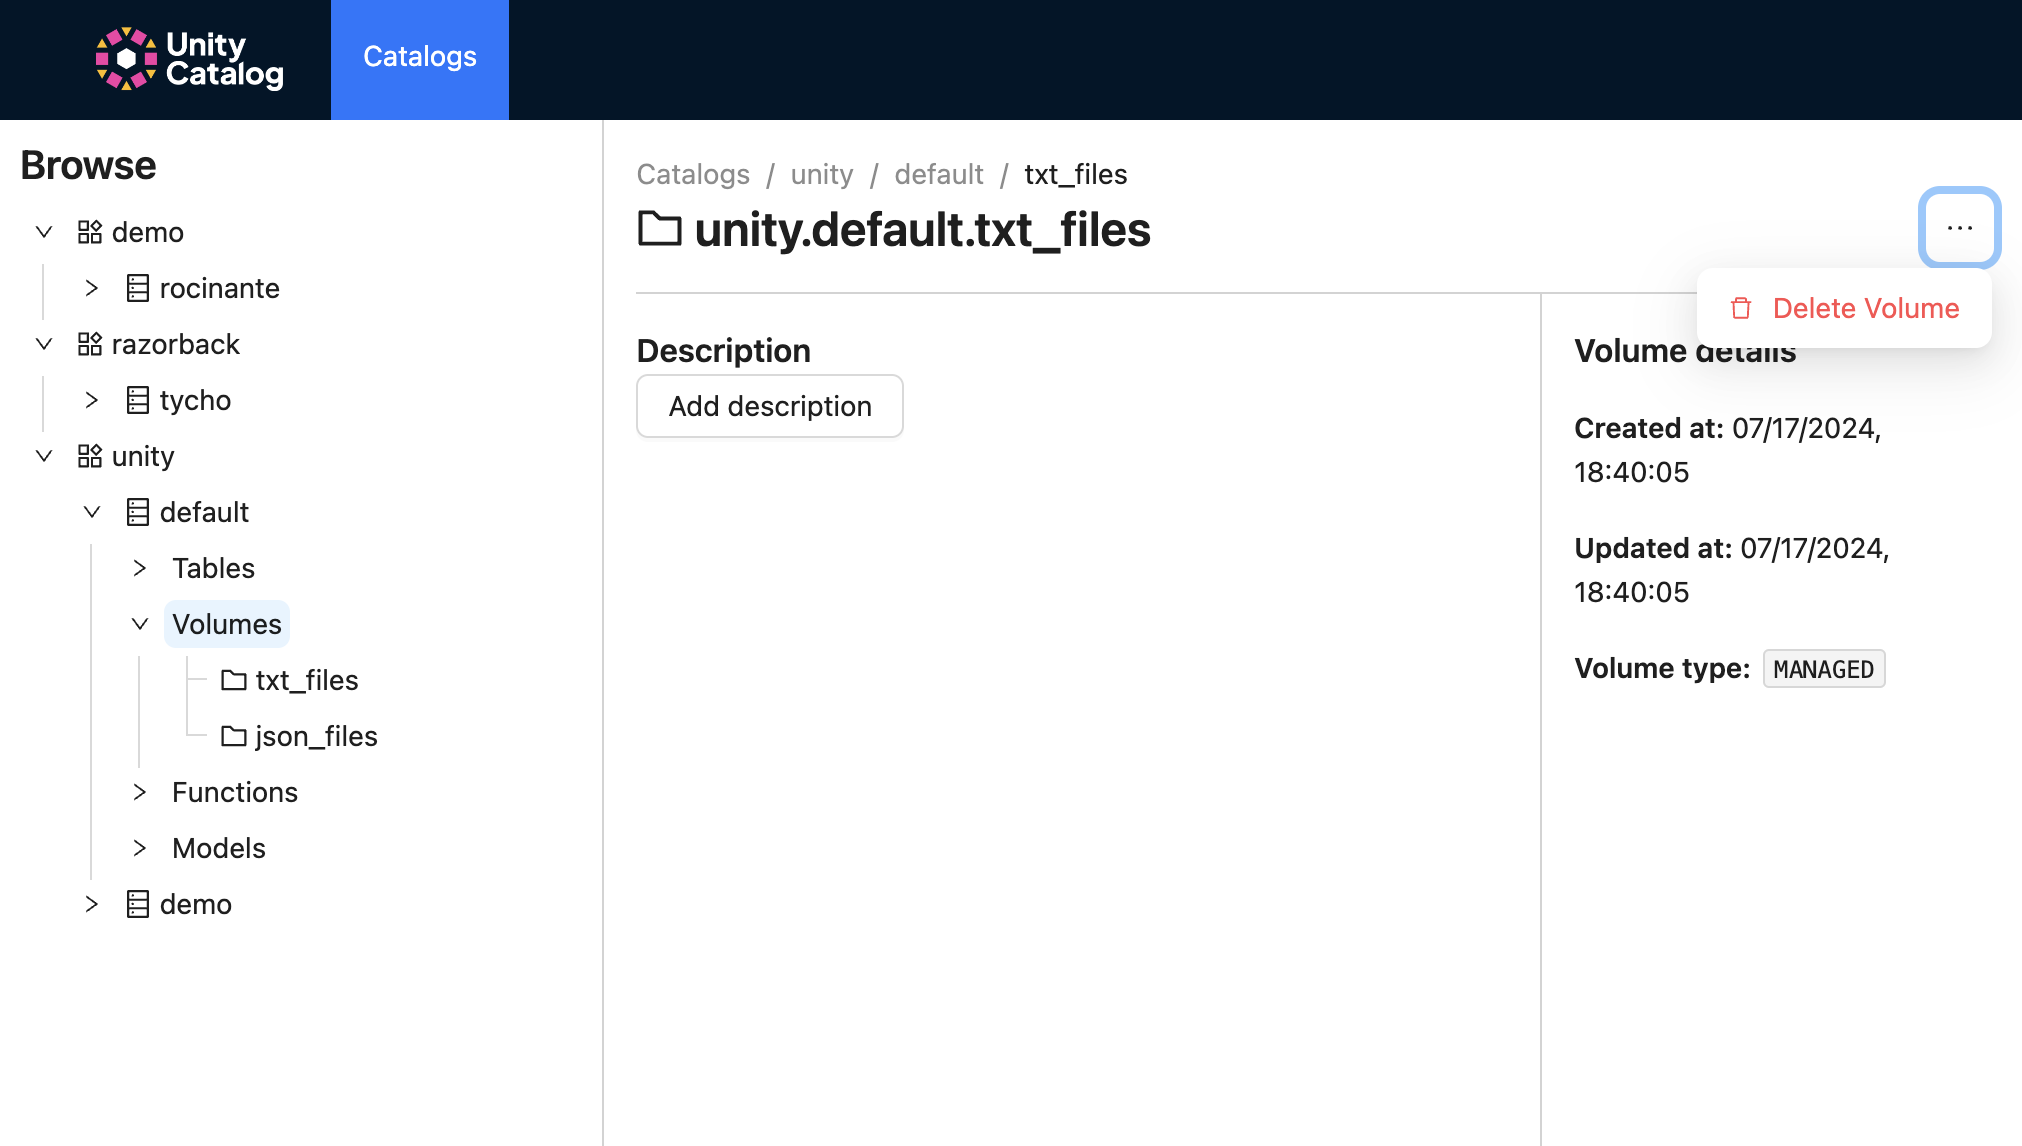 Unity
Catalog
Catalogs
Browse
demo
rocinante
razorback
tycho
unity
default
Tables
Volumes
txt_files
json_files
Functions
Models
demo
Catalogs / unity / default / txt_files
unity.default.txt_files
...
Delete Volume
Description
Add description
Volume details
Created at: 07/17/2024,
18:40:05
Updated at: 07/17/2024,
18:40:05
Volume type: MANAGED